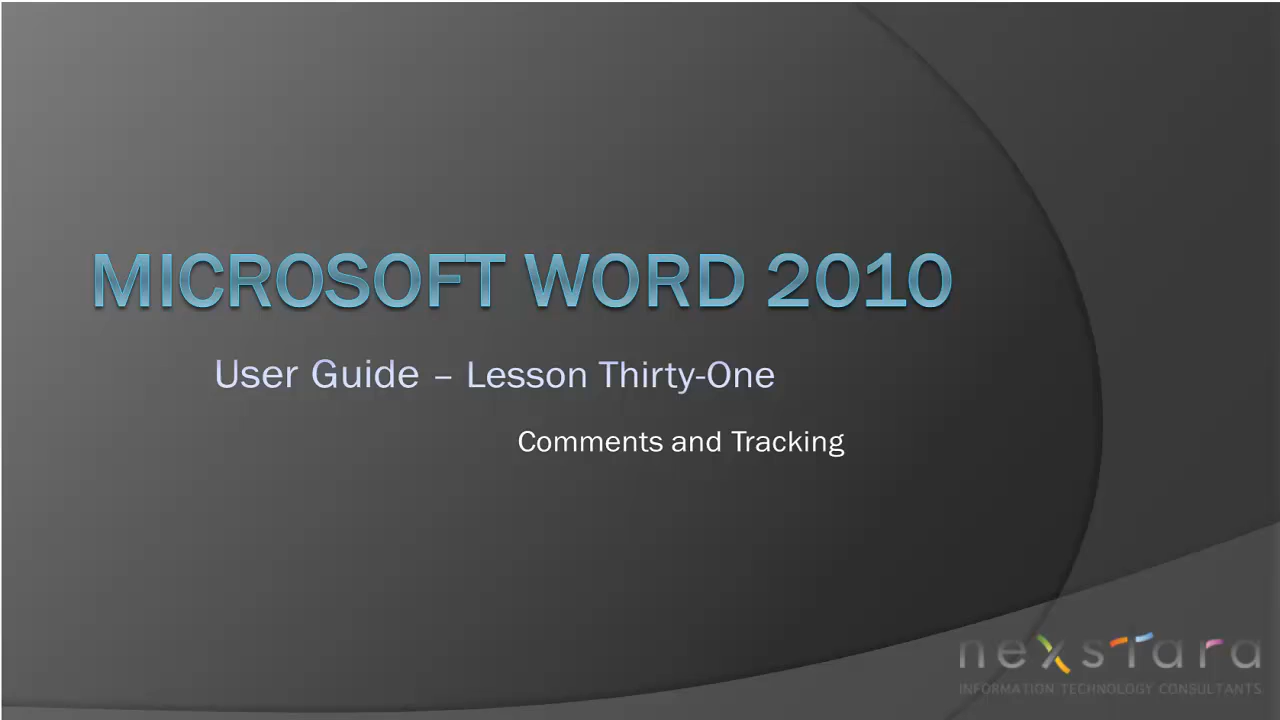 MICROSOFT WORD 2010
User Guide – Lesson Thirty-One
Comments and Tracking
nexstara
INFORMATION TECHNOLOGY CONSULTANTS